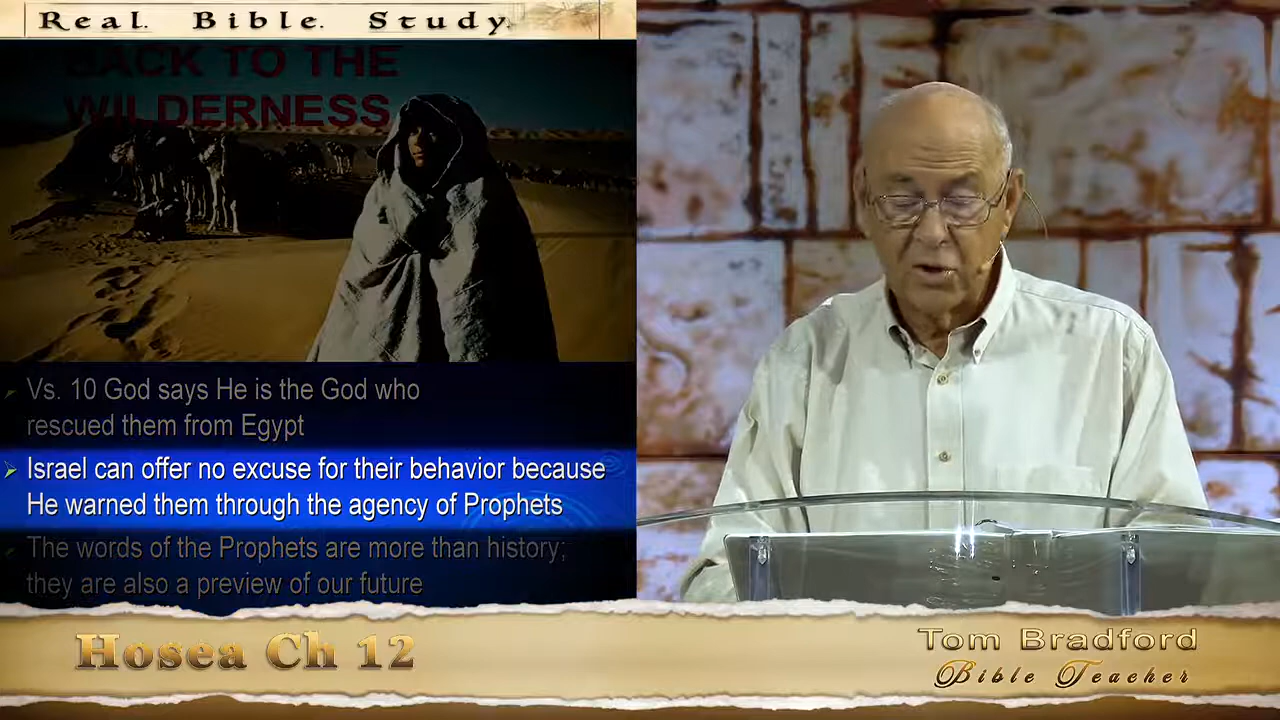 Real. Bible. Study.
BACK TO THE
WILDERNESS
Vs. 10 God says He is the God who
rescued them from Egypt
Israel can offer no excuse for their behavior because
He warned them through the agency of Prophets
The words of the Prophets are more than history;
they are also a preview of our future
Hosea Ch 12
Tom Bradford
Bible Teacher